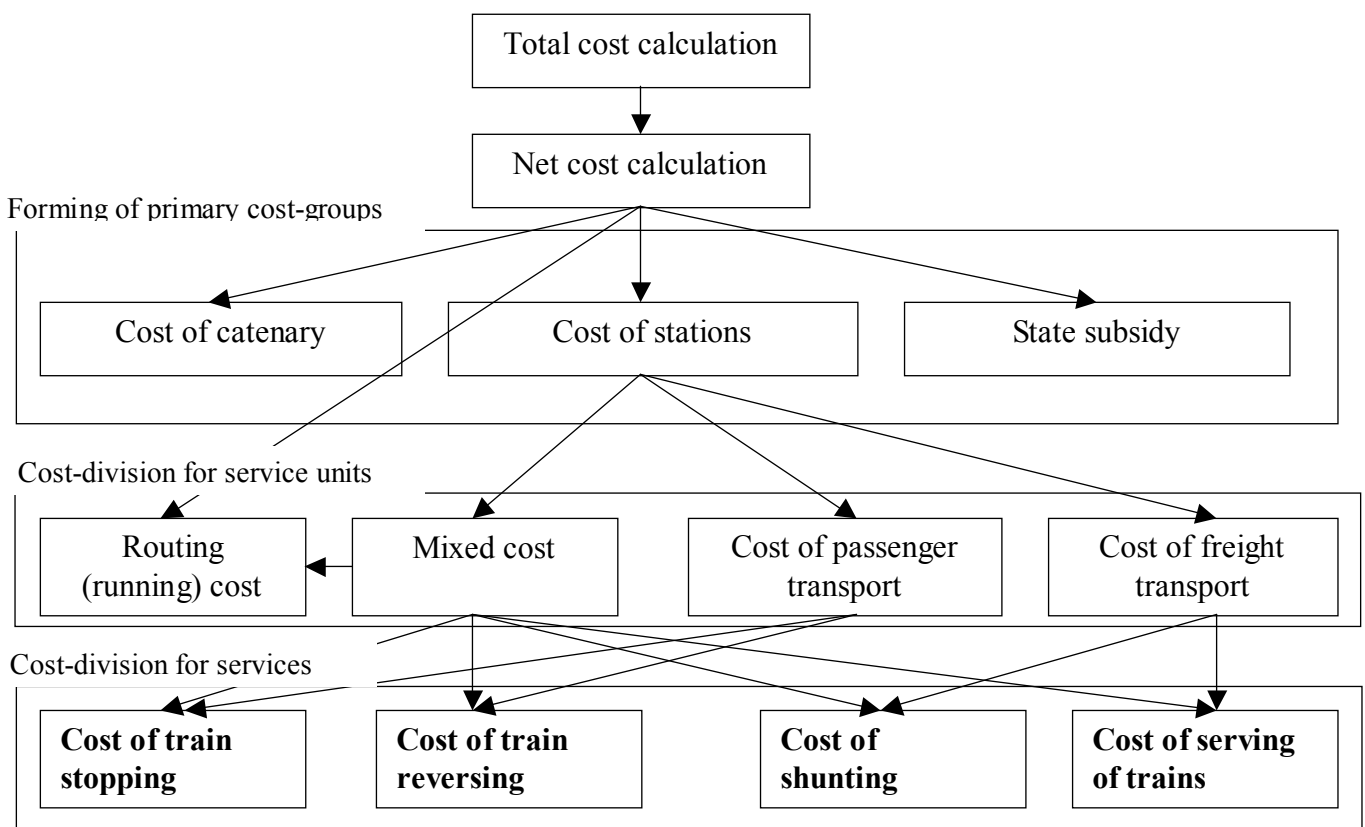 Total cost calculation
Net cost calculation
Forming of primary cost-groups
Cost of catenary
Cost of stations
State subsidy
Cost-division for service units
Routing
(running) cost
Mixed cost
Cost of passenger
transport
Cost of freight
transport
Cost-division for services
Cost of train
stopping
Cost of train
reversing
Cost of
shunting
Cost of serving
of trains